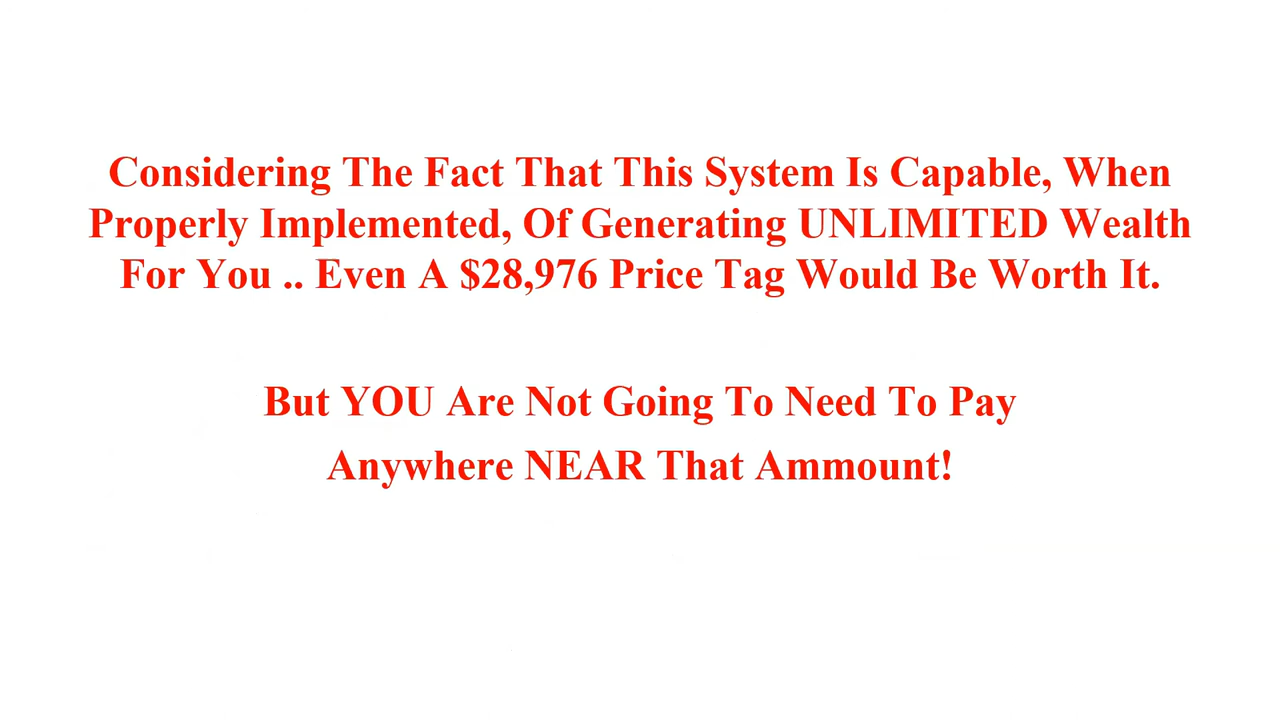 Considering The Fact That This System Is Capable, When
Properly Implemented, Of Generating UNLIMITED Wealth
For You .. Even A $28,976 Price Tag Would Be Worth It.
But YOU Are Not Going To Need To Pay
Anywhere NEAR That Ammount!